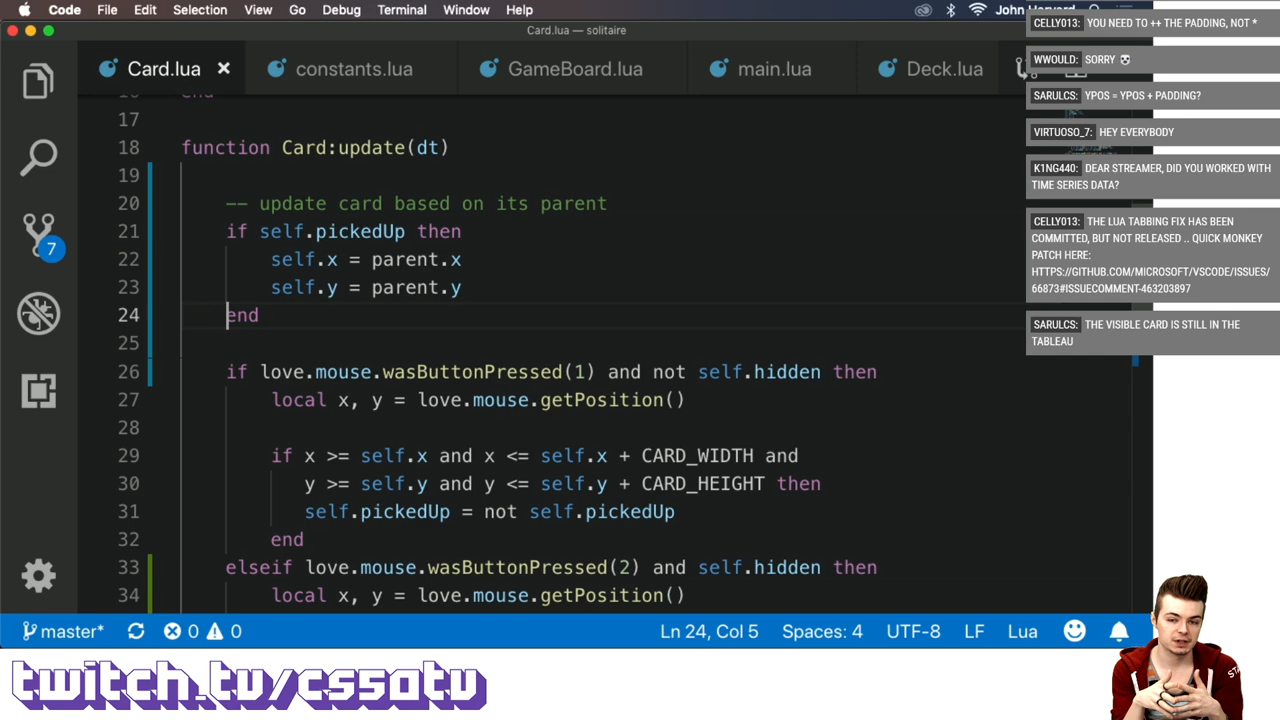 Code File Edit Selection View Go Debug Terminal Window Help John Harvard
Card.lua — solitaire
Card.lua constants.lua GameBoard.lua main.lua Deck.lua
16 end
17
18 function Card:update(dt)
19
20 -- update card based on its parent
21 if self.pickedUp then
22 self.x = parent.x
23 self.y = parent.y
24 end
25
26 if love.mouse.wasButtonPressed(1) and not self.hidden then
27 local x, y = love.mouse.getPosition()
28
29 if x >= self.x and x <= self.x + CARD_WIDTH and
30 y >= self.y and y <= self.y + CARD_HEIGHT then
31 self.pickedUp = not self.pickedUp
32 end
33 elseif love.mouse.wasButtonPressed(2) and self.hidden then
34 local x, y = love.mouse.getPosition()
7
master* 0 0 Ln 24, Col 5 Spaces: 4 UTF-8 LF Lua
CELLY013: YOU NEED TO ++ THE PADDING, NOT *
WWOULD: SORRY
SARULCS: YPOS = YPOS + PADDING?
VIRTUOSO_7: HEY EVERYBODY
K1NG440: DEAR STREAMER, DID YOU WORKED WITH
TIME SERIES DATA?
CELLY013: THE LUA TABBING FIX HAS BEEN
COMMITTED, BUT NOT RELEASED .. QUICK MONKEY
PATCH HERE:
HTTPS://GITHUB.COM/MICROSOFT/VSCODE/ISSUES/
66873#ISSUECOMMENT-463203897
SARULCS: THE VISIBLE CARD IS STILL IN THE
TABLEAU
twitch.tv/cs50tv